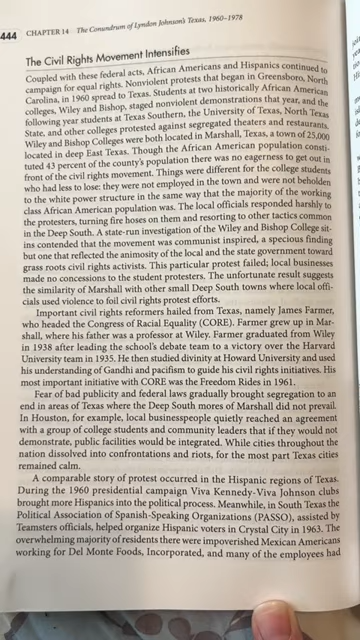 444 CHAPTER 14 The Conundrum of Lyndon Johnson's Texas, 1960–1978
The Civil Rights Movement Intensifies
Coupled with these federal acts, African Americans and Hispanics continued to
campaign for equal rights. Nonviolent protests that began in Greensboro, North
Carolina, in 1960 spread to Texas. Students at two historically African American
colleges, Wiley and Bishop, staged nonviolent demonstrations that year, and the
following year students at Texas Southern, the University of Texas, North Texas
State, and other colleges protested against segregated theaters and restaurants.
Wiley and Bishop Colleges were both located in Marshall, Texas, a town of 25,000
located in deep East Texas. Though the African American population consti-
tuted 43 percent of the county's population there was no eagerness to get out in
front of the civil rights movement. Things were different for the college students
who had less to lose: they were not employed in the town and were not beholden
to the white power structure in the same way that the majority of the working
class African American population was. The local officials responded harshly to
the protesters, turning fire hoses on them and resorting to other tactics common
in the Deep South. A state-run investigation of the Wiley and Bishop College sit-
ins contended that the movement was communist inspired, a specious finding
but one that reflected the animosity of the local and the state government toward
grass roots civil rights activists. This particular protest failed; local businesses
made no concessions to the student protesters. The unfortunate result suggests
the similarity of Marshall with other small Deep South towns where local offi-
cials used violence to foil civil rights protest efforts.
Important civil rights reformers hailed from Texas, namely James Farmer,
who headed the Congress of Racial Equality (CORE). Farmer grew up in Mar-
shall, where his father was a professor at Wiley. Farmer graduated from Wiley
in 1938 after leading the school's debate team to a victory over the Harvard
University team in 1935. He then studied divinity at Howard University and used
his understanding of Gandhi and pacifism to guide his civil rights initiatives. His
most important initiative with CORE was the Freedom Rides in 1961.
Fear of bad publicity and federal laws gradually brought segregation to an
end in areas of Texas where the Deep South mores of Marshall did not prevail.
In Houston, for example, local businesspeople quietly reached an agreement
with a group of college students and community leaders that if they would not
demonstrate, public facilities would be integrated. While cities throughout the
nation dissolved into confrontations and riots, for the most part Texas cities
remained calm.
A comparable story of protest occurred in the Hispanic regions of Texas.
During the 1960 presidential campaign Viva Kennedy-Viva Johnson clubs
brought more Hispanics into the political process. Meanwhile, in South Texas the
Political Association of Spanish-Speaking Organizations (PASSO), assisted by
Teamsters officials, helped organize Hispanic voters in Crystal City in 1963. The
overwhelming majority of residents there were impoverished Mexican Americans
working for Del Monte Foods, Incorporated, and many of the employees had